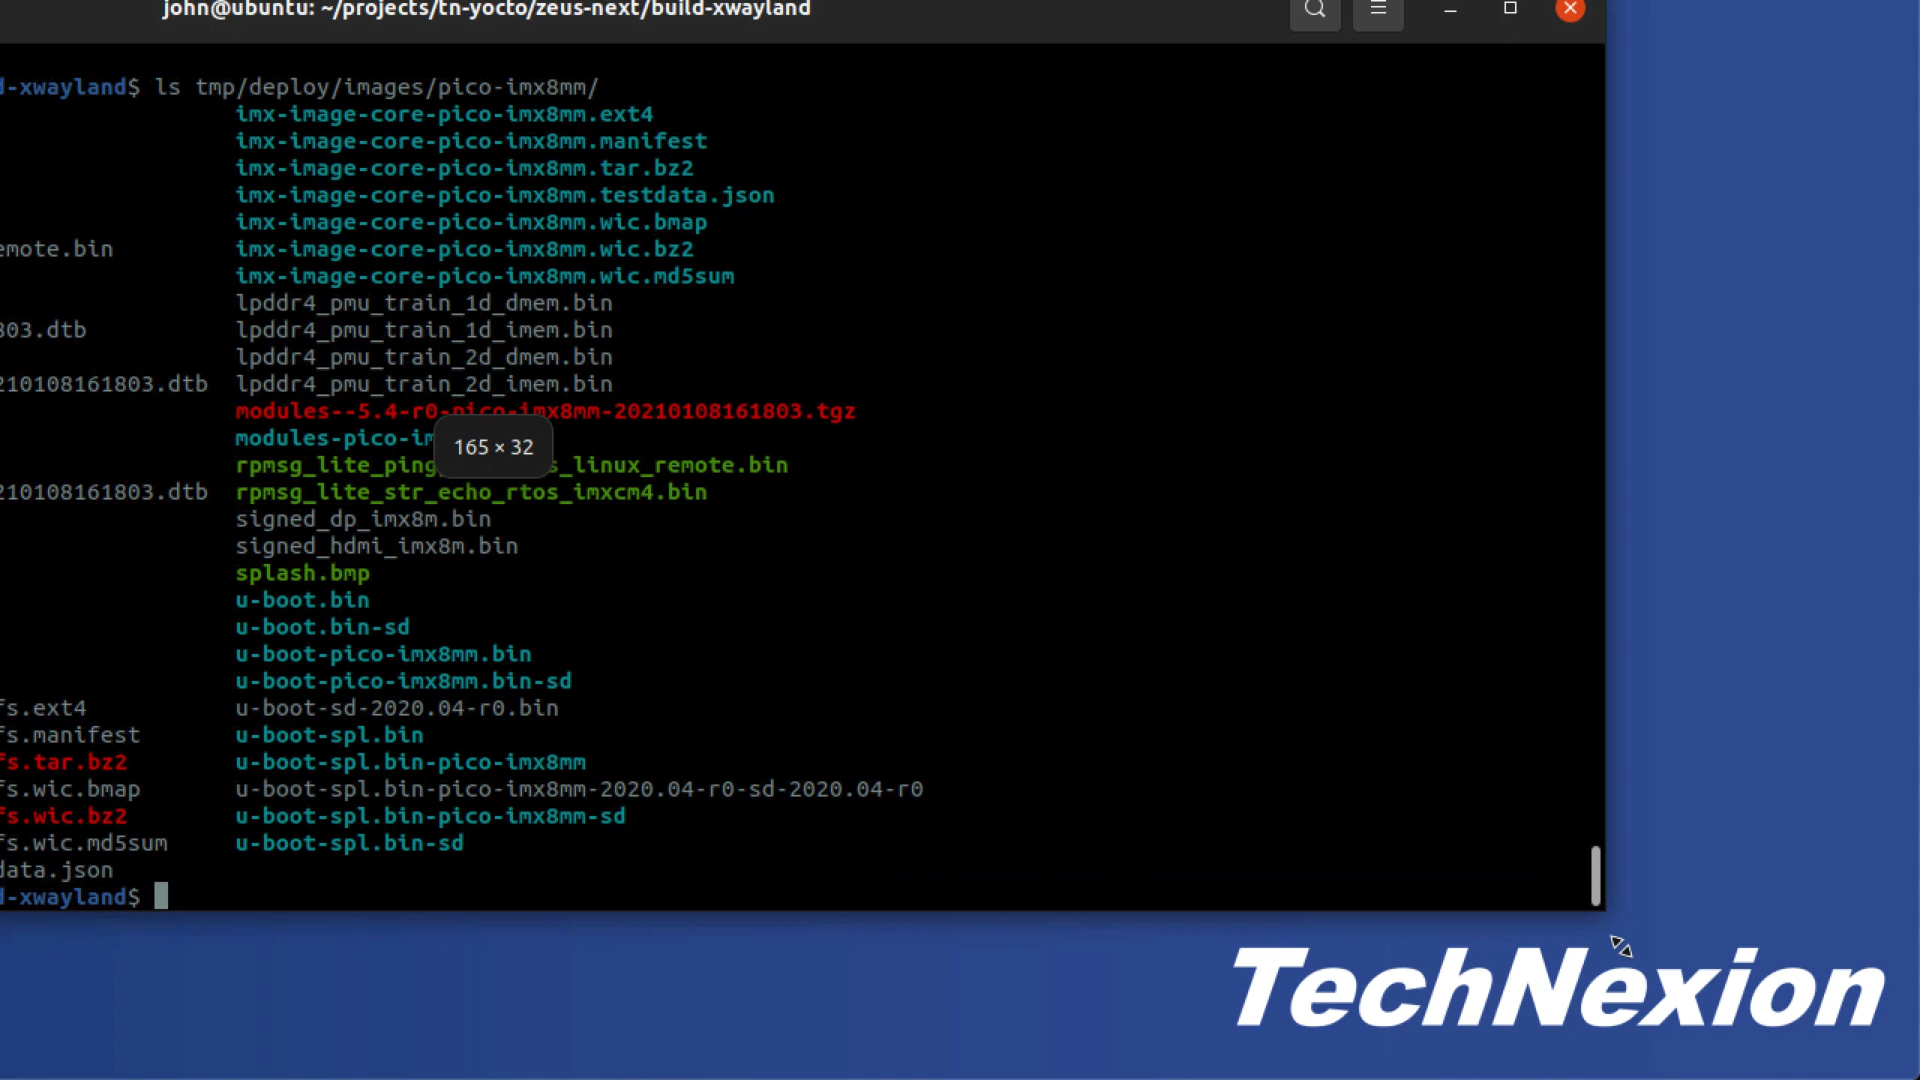 john@ubuntu: ~/projects/tn-yocto/zeus-next/build-xwayland
d-xwayland$ ls tmp/deploy/images/pico-imx8mm/
imx-image-core-pico-imx8mm.ext4
imx-image-core-pico-imx8mm.manifest
imx-image-core-pico-imx8mm.tar.bz2
imx-image-core-pico-imx8mm.testdata.json
imx-image-core-pico-imx8mm.wic.bmap
emote.bin imx-image-core-pico-imx8mm.wic.bz2
imx-image-core-pico-imx8mm.wic.md5sum
lpddr4_pmu_train_1d_dmem.bin
803.dtb lpddr4_pmu_train_1d_imem.bin
lpddr4_pmu_train_2d_dmem.bin
210108161803.dtb lpddr4_pmu_train_2d_imem.bin
modules--5.4-r0-pico-imx8mm-20210108161803.tgz
modules-pico-im
165 × 32
rpmsg_lite_ping s_linux_remote.bin
210108161803.dtb rpmsg_lite_str_echo_rtos_imxcm4.bin
signed_dp_imx8m.bin
signed_hdmi_imx8m.bin
splash.bmp
u-boot.bin
u-boot.bin-sd
u-boot-pico-imx8mm.bin
u-boot-pico-imx8mm.bin-sd
fs.ext4 u-boot-sd-2020.04-r0.bin
fs.manifest u-boot-spl.bin
fs.tar.bz2 u-boot-spl.bin-pico-imx8mm
fs.wic.bmap u-boot-spl.bin-pico-imx8mm-2020.04-r0-sd-2020.04-r0
fs.wic.bz2 u-boot-spl.bin-pico-imx8mm-sd
fs.wic.md5sum u-boot-spl.bin-sd
data.json
d-xwayland$
TechNexion